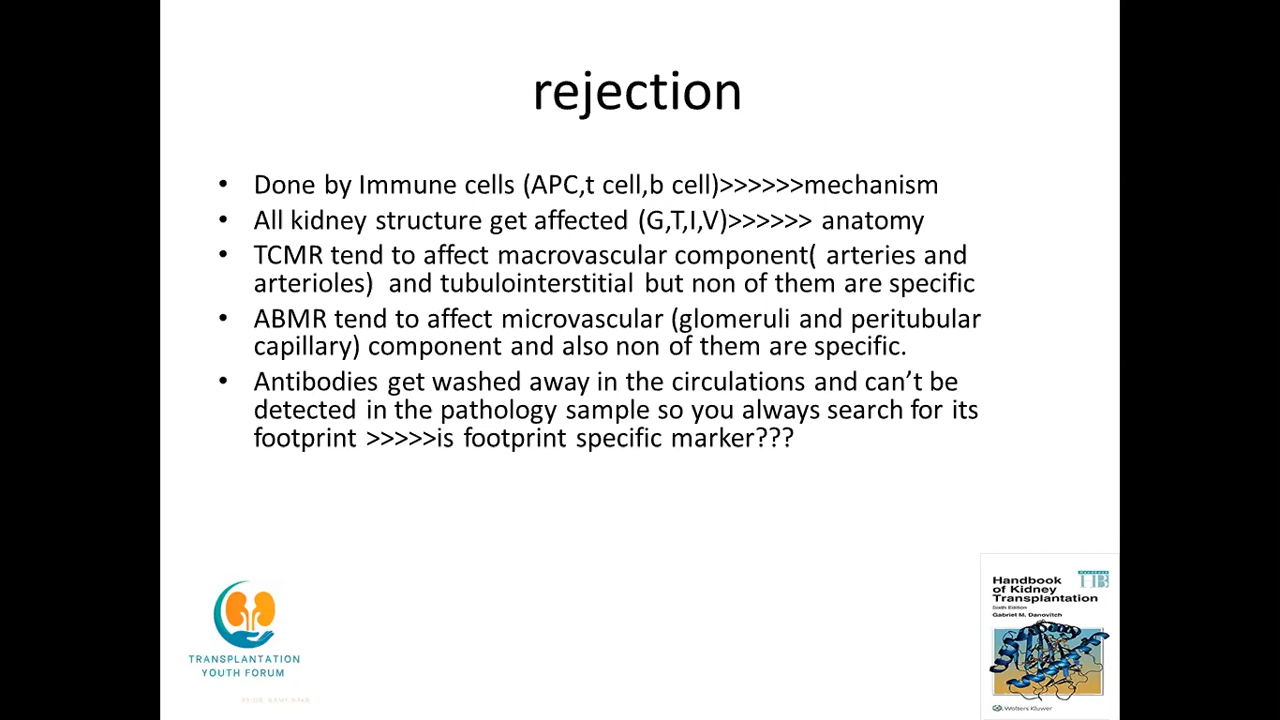 rejection
• Done by Immune cells (APC,t cell,b cell)>>>>>>mechanism
• All kidney structure get affected (G,T,I,V)>>>>>> anatomy
• TCMR tend to affect macrovascular component( arteries and
arterioles)  and tubulointerstitial but non of them are specific
• ABMR tend to affect microvascular (glomeruli and peritubular
capillary) component and also non of them are specific.
• Antibodies get washed away in the circulations and can't be
detected in the pathology sample so you always search for its
footprint >>>>>is footprint specific marker???
TRANSPLANTATION
YOUTH FORUM
Handbook
of Kidney
Transplantation
Sixth Edition
Gabriel M. Danovitch
Wolters Kluwer